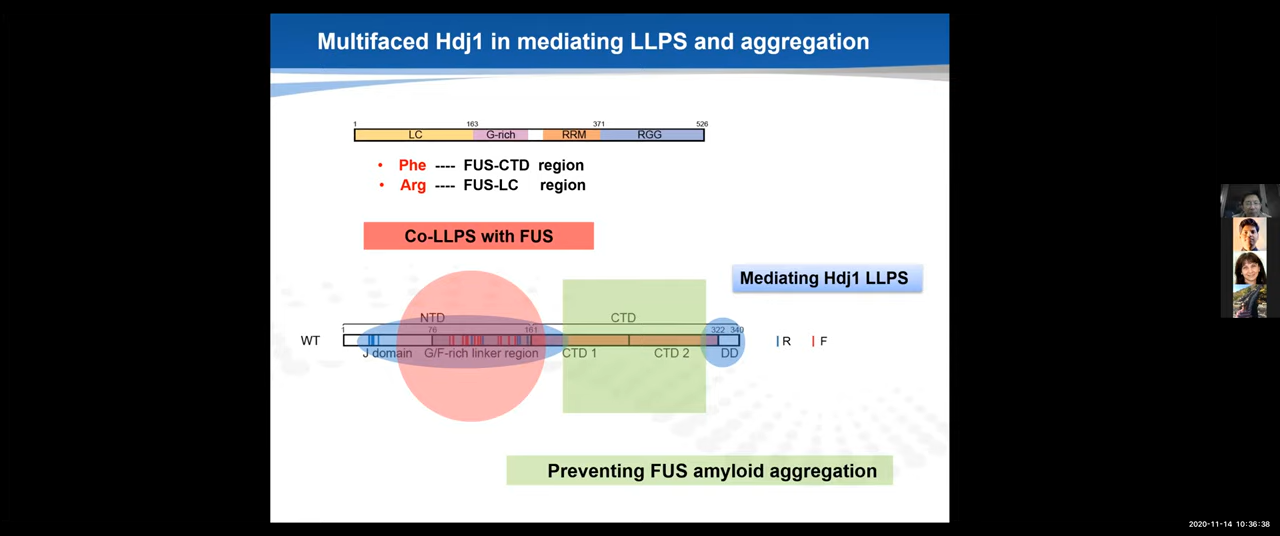 Multifaced Hdj1 in mediating LLPS and aggregation
1 163 371 526
LC G-rich RRM RGG
• Phe ---- FUS-CTD region
• Arg ---- FUS-LC region
Co-LLPS with FUS
Mediating Hdj1 LLPS
NTD CTD
1 76 161 322 340
WT
R F
J domain G/F-rich linker region CTD 1 CTD 2 DD
Preventing FUS amyloid aggregation
2020-11-14 10:36:38